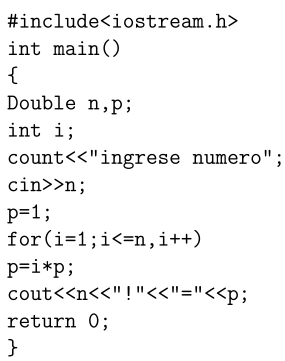 #include<iostream.h>
int main()
{
Double n,p;
int i;
count<<"ingrese numero";
cin>>n;
p=1;
for(i=1;i<=n,i++)
p=i*p;
cout<<n<<"!"<<"="<<p;
return 0;
}